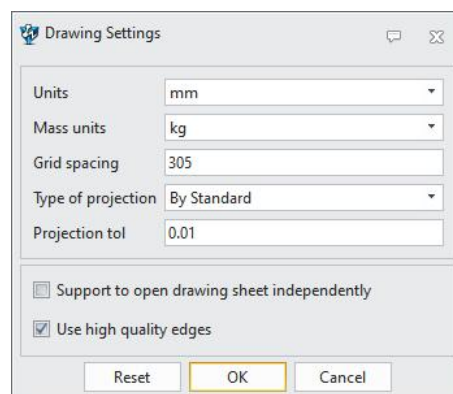 Drawing Settings
Units mm
Mass units kg
Grid spacing 305
Type of projection By Standard
Projection tol 0.01
Support to open drawing sheet independently
Use high quality edges
Reset OK Cancel